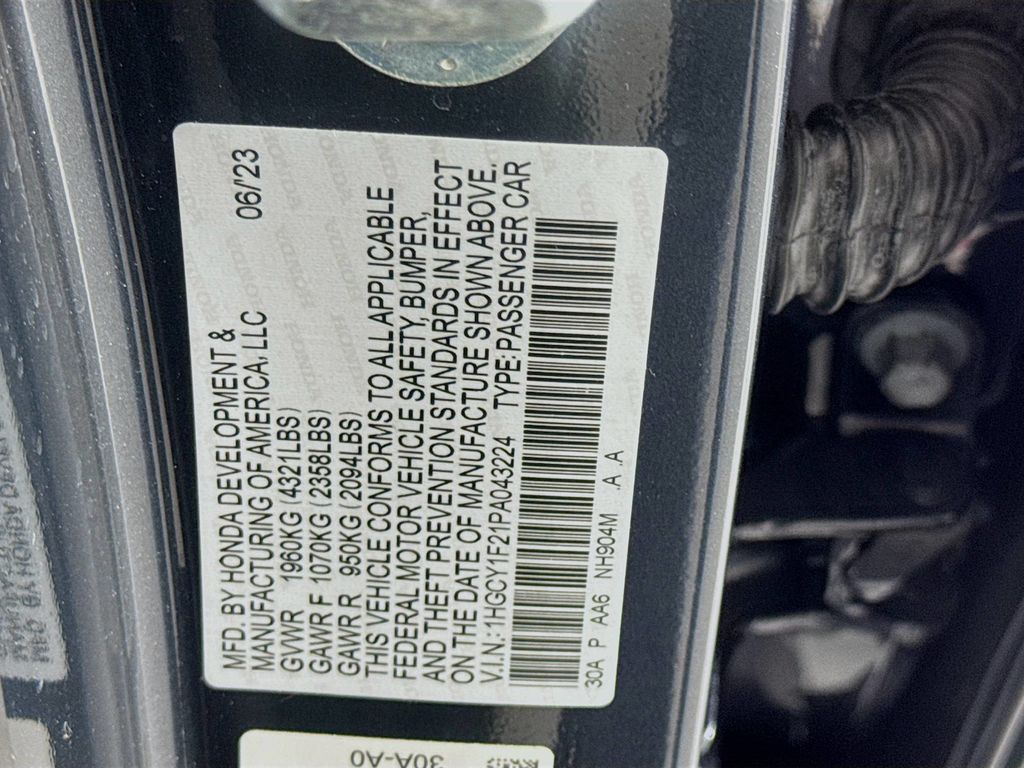 MFD. BY HONDA DEVELOPMENT & 06/'23
MANUFACTURING OF AMERICA, LLC
GVWR 1960KG (4321LBS)
GAWR F 1070KG (2358LBS)
GAWR R 950KG (2094LBS)
THIS VEHICLE CONFORMS TO ALL APPLICABLE
FEDERAL MOTOR VEHICLE SAFETY, BUMPER,
AND THEFT PREVENTION STANDARDS IN EFFECT
ON THE DATE OF MANUFACTURE SHOWN ABOVE.
V.I.N.:1HGCY1F21PA043224 TYPE:PASSENGER CAR
30A P AA6 NH904M .A .A
30A-A0